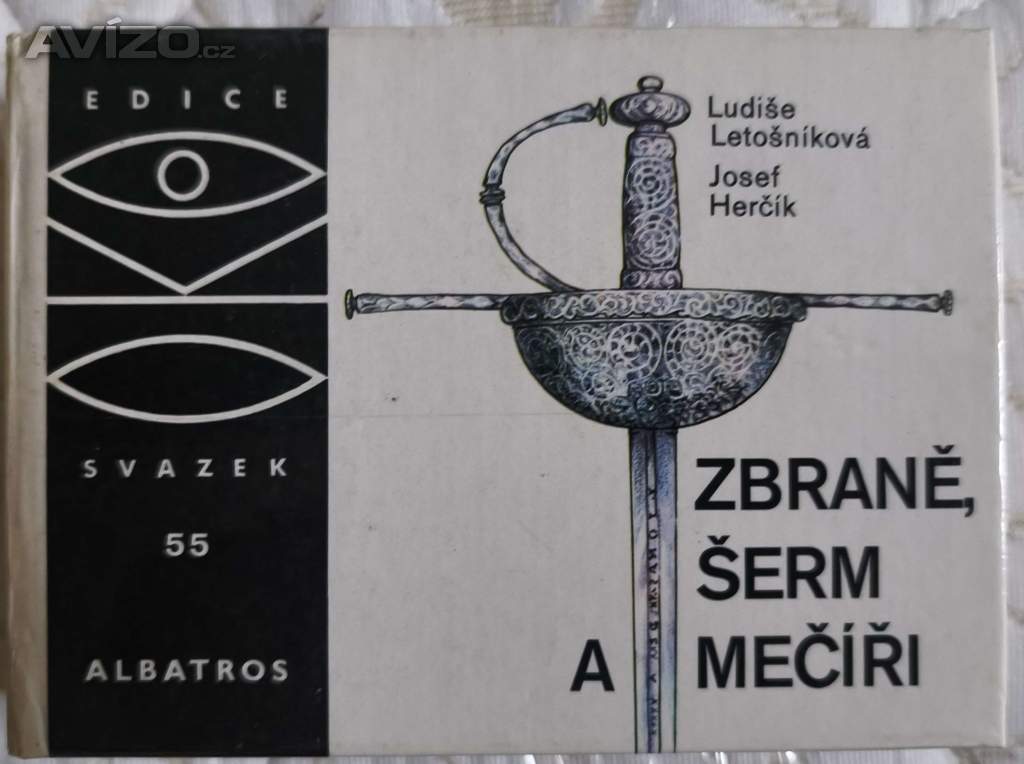 AVÍZO.cz
EDICE
SVAZEK
55
ALBATROS
Ludiše
Letošníková
Josef
Herčík
ZBRANĚ,
ŠERM
A MEČÍŘI